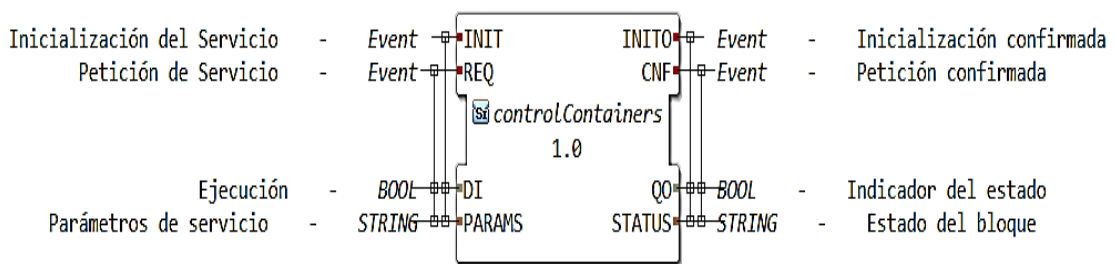 Inicialización del Servicio - Event INIT INITO Event - Inicialización confirmada
Petición de Servicio - Event REQ CNF Event - Petición confirmada
Si controlContainers
1.0
Ejecución - BOOL DI QO BOOL - Indicador del estado
Parámetros de servicio - STRING PARAMS STATUS STRING - Estado del bloque